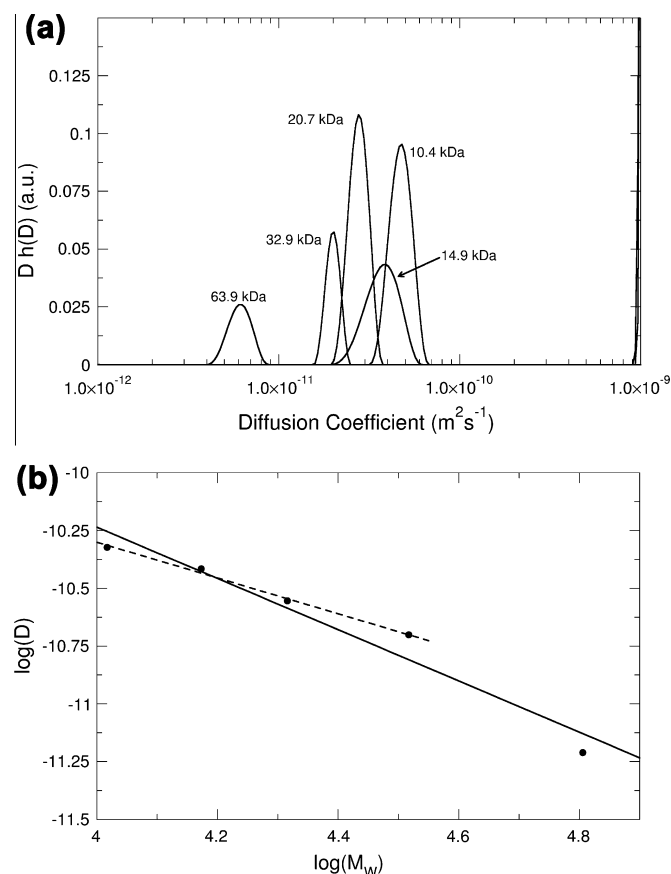 (a)
0.125
0.1
0.075
0.05
0.025
0
D h(D) (a.u.)
20.7 kDa
10.4 kDa
32.9 kDa
14.9 kDa
63.9 kDa
1.0×10⁻¹² 1.0×10⁻¹¹ 1.0×10⁻¹⁰ 1.0×10⁻⁹
Diffusion Coefficient (m²s⁻¹)
(b)
-10
-10.25
-10.5
-10.75
-11
-11.25
-11.5
log(D)
4 4.2 4.4 4.6 4.8
log(M_W)